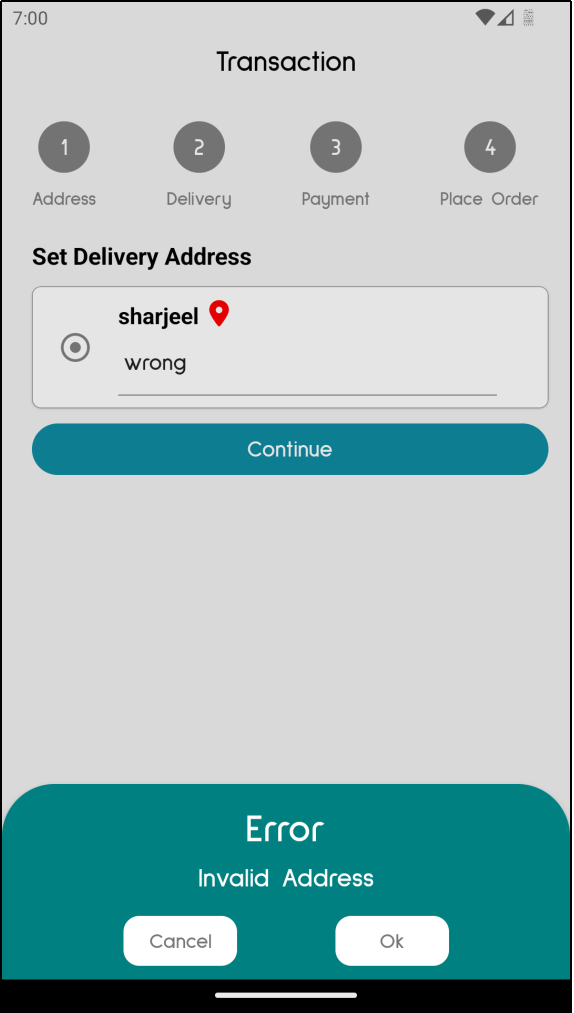 7:00
Transaction
1 2 3 4
Address Delivery Payment Place Order
Set Delivery Address
sharjeel
wrong
Continue
Error
Invalid Address
Cancel Ok